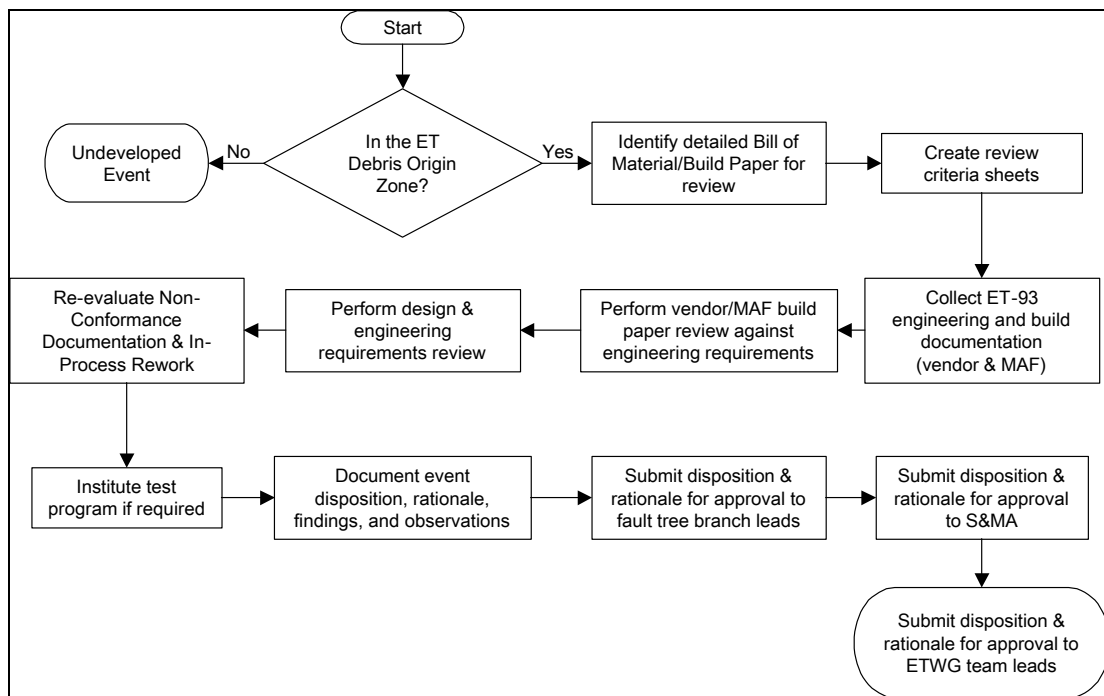 Start
In the ET
Debris Origin
Zone?
No
Yes
Undeveloped
Event
Identify detailed Bill of
Material/Build Paper for
review
Create review
criteria sheets
Collect ET-93
engineering and build
documentation
(vendor & MAF)
Perform vendor/MAF build
paper review against
engineering requirements
Perform design &
engineering
requirements review
Re-evaluate Non-
Conformance
Documentation & In-
Process Rework
Institute test
program if required
Document event
disposition, rationale,
findings, and observations
Submit disposition &
rationale for approval to
fault tree branch leads
Submit disposition &
rationale for approval
to S&MA
Submit disposition &
rationale for approval to
ETWG team leads